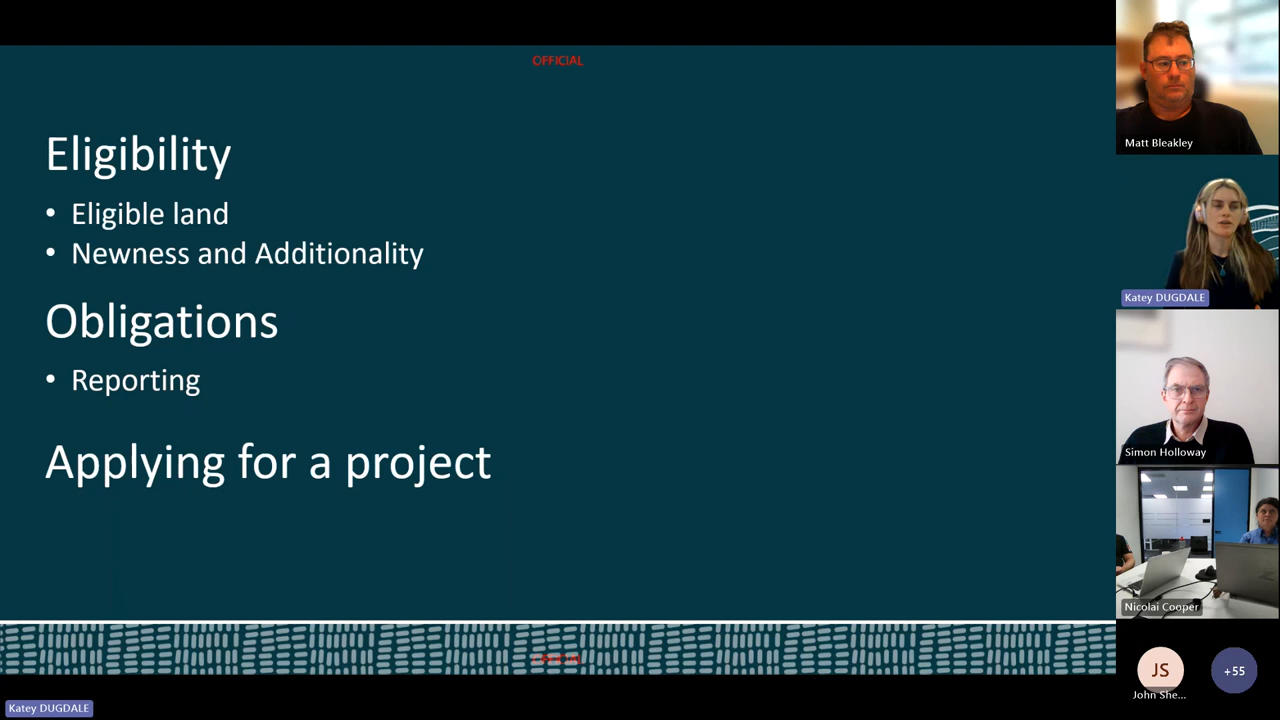 OFFICIAL
Eligibility
• Eligible land
• Newness and Additionality
Obligations
• Reporting
Applying for a project
OFFICIAL
Katey DUGDALE
Matt Bleakley
Katey DUGDALE
Simon Holloway
Nicolai Cooper
JS
John She...
+55